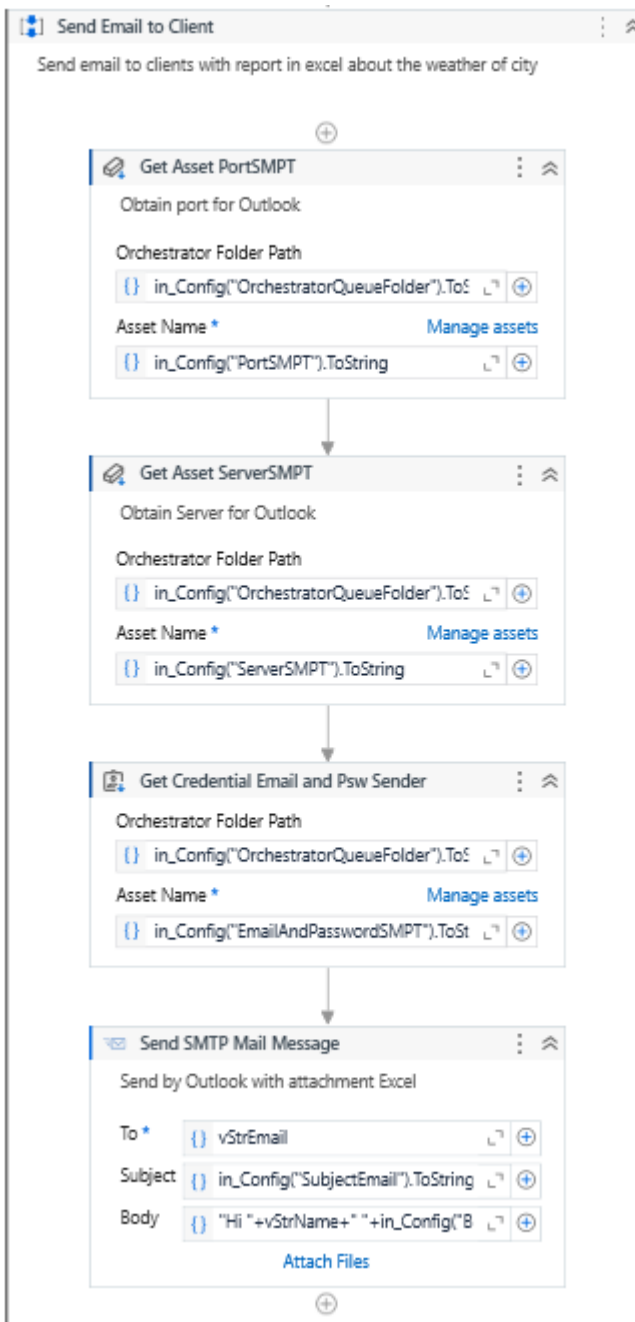 Send Email to Client
Send email to clients with report in excel about the weather of city
Get Asset PortSMPT
Obtain port for Outlook
Orchestrator Folder Path
{} in_Config("OrchestratorQueueFolder").ToS
Asset Name * Manage assets
{} in_Config("PortSMPT").ToString
Get Asset ServerSMPT
Obtain Server for Outlook
Orchestrator Folder Path
{} in_Config("OrchestratorQueueFolder").ToS
Asset Name * Manage assets
{} in_Config("ServerSMPT").ToString
Get Credential Email and Psw Sender
Orchestrator Folder Path
{} in_Config("OrchestratorQueueFolder").ToS
Asset Name * Manage assets
{} in_Config("EmailAndPasswordSMPT").ToSt
Send SMTP Mail Message
Send by Outlook with attachment Excel
To * {} vStrEmail
Subject {} in_Config("SubjectEmail").ToString
Body {} "Hi "+vStrName+" "+in_Config("B
Attach Files